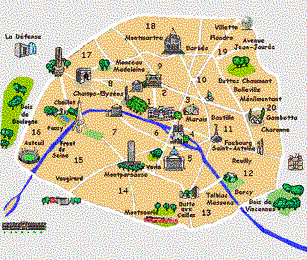 18
Villette
Montmartre
Flandre
Avenue
Jean-Jaurès
La Défense
Barbès
19
17
Monceau
Madeleine
9
Buttes Chaumont
Belleville
8
10
Ménilmontant
Champs-Elysées
Chaillot
2
3
20
Bois
de
Boulogne
1
Marais
Bastille
Gambetta
16
Passy
7
4
11
Charonne
6
Faubourg
Saint-Antoine
Auteuil
Front
de
Seine
5
Reuilly
15
Montparnasse
12
Vaugirard
14
Bercy
Tolbiac
Massena
Bois de
Vincennes
Montsouris
Butte
aux
Cailles
13